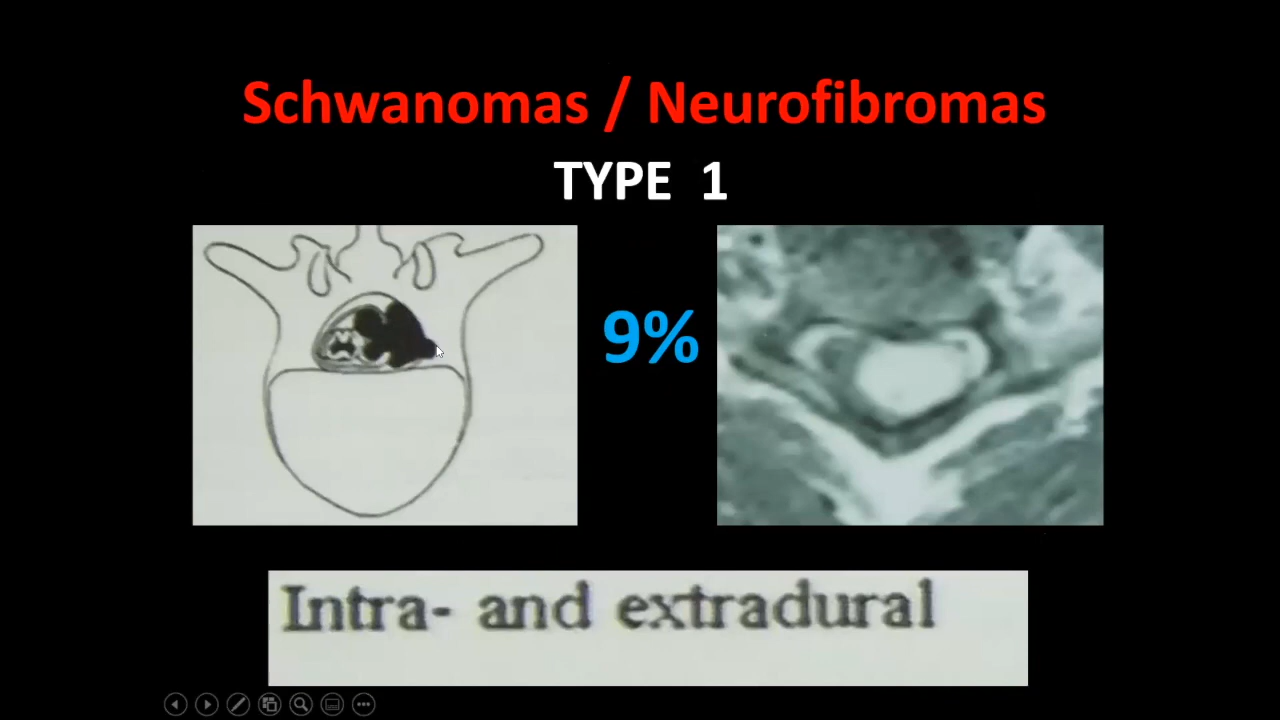 Schwanomas / Neurofibromas
TYPE 1
9%
Intra- and extradural